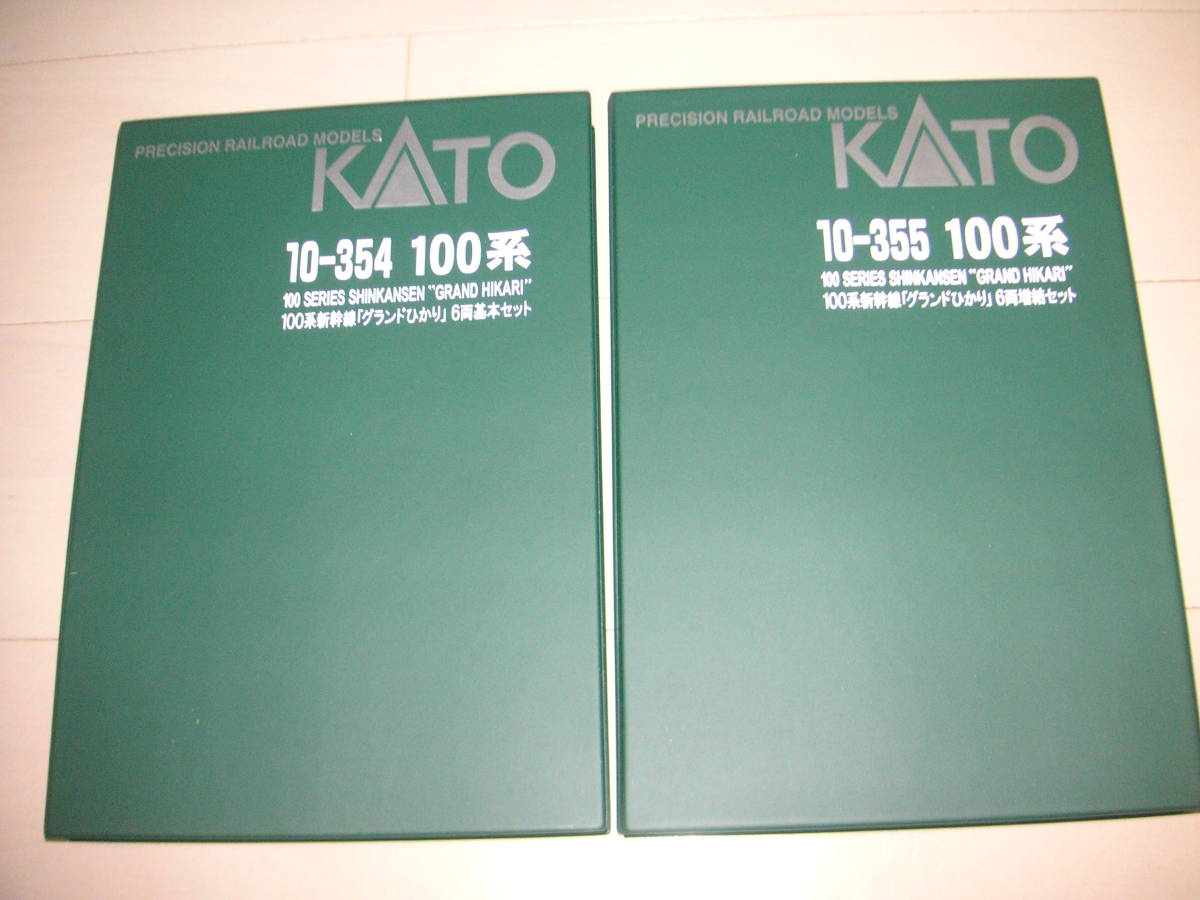 PRECISION RAILROAD MODELS
KATO
10-354 100系
100 SERIES SHINKANSEN "GRAND HIKARI"
100系新幹線「グランドひかり」6両基本セット
PRECISION RAILROAD MODELS
KATO
10-355 100系
100 SERIES SHINKANSEN "GRAND HIKARI"
100系新幹線「グランドひかり」6両増結セット